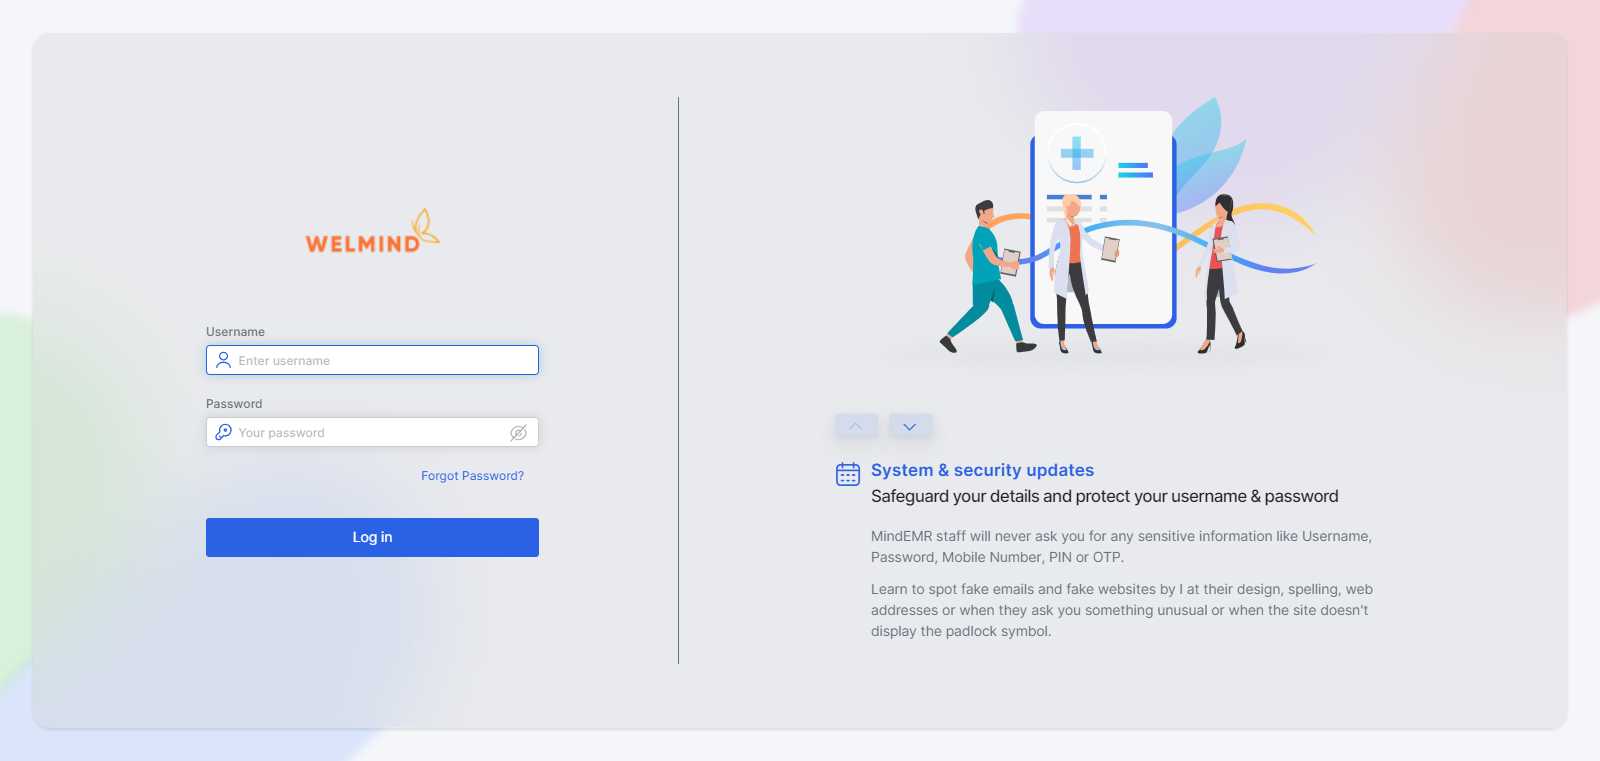 WELMIND
Username
Enter username
Password
Your password
Forgot Password?
Log in
System & security updates
Safeguard your details and protect your username & password
MindEMR staff will never ask you for any sensitive information like Username,
Password, Mobile Number, PIN or OTP.
Learn to spot fake emails and fake websites by I at their design, spelling, web
addresses or when they ask you something unusual or when the site doesn't
display the padlock symbol.